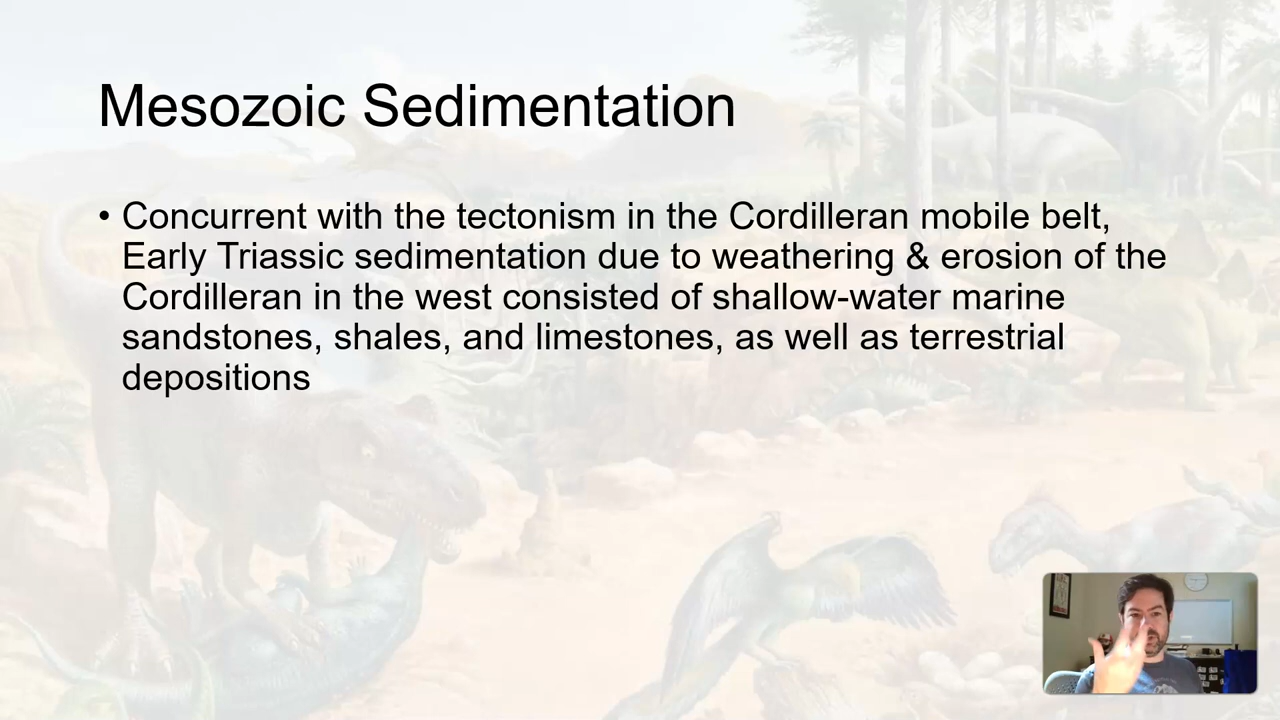 Mesozoic Sedimentation
• Concurrent with the tectonism in the Cordilleran mobile belt,
Early Triassic sedimentation due to weathering & erosion of the
Cordilleran in the west consisted of shallow-water marine
sandstones, shales, and limestones, as well as terrestrial
depositions